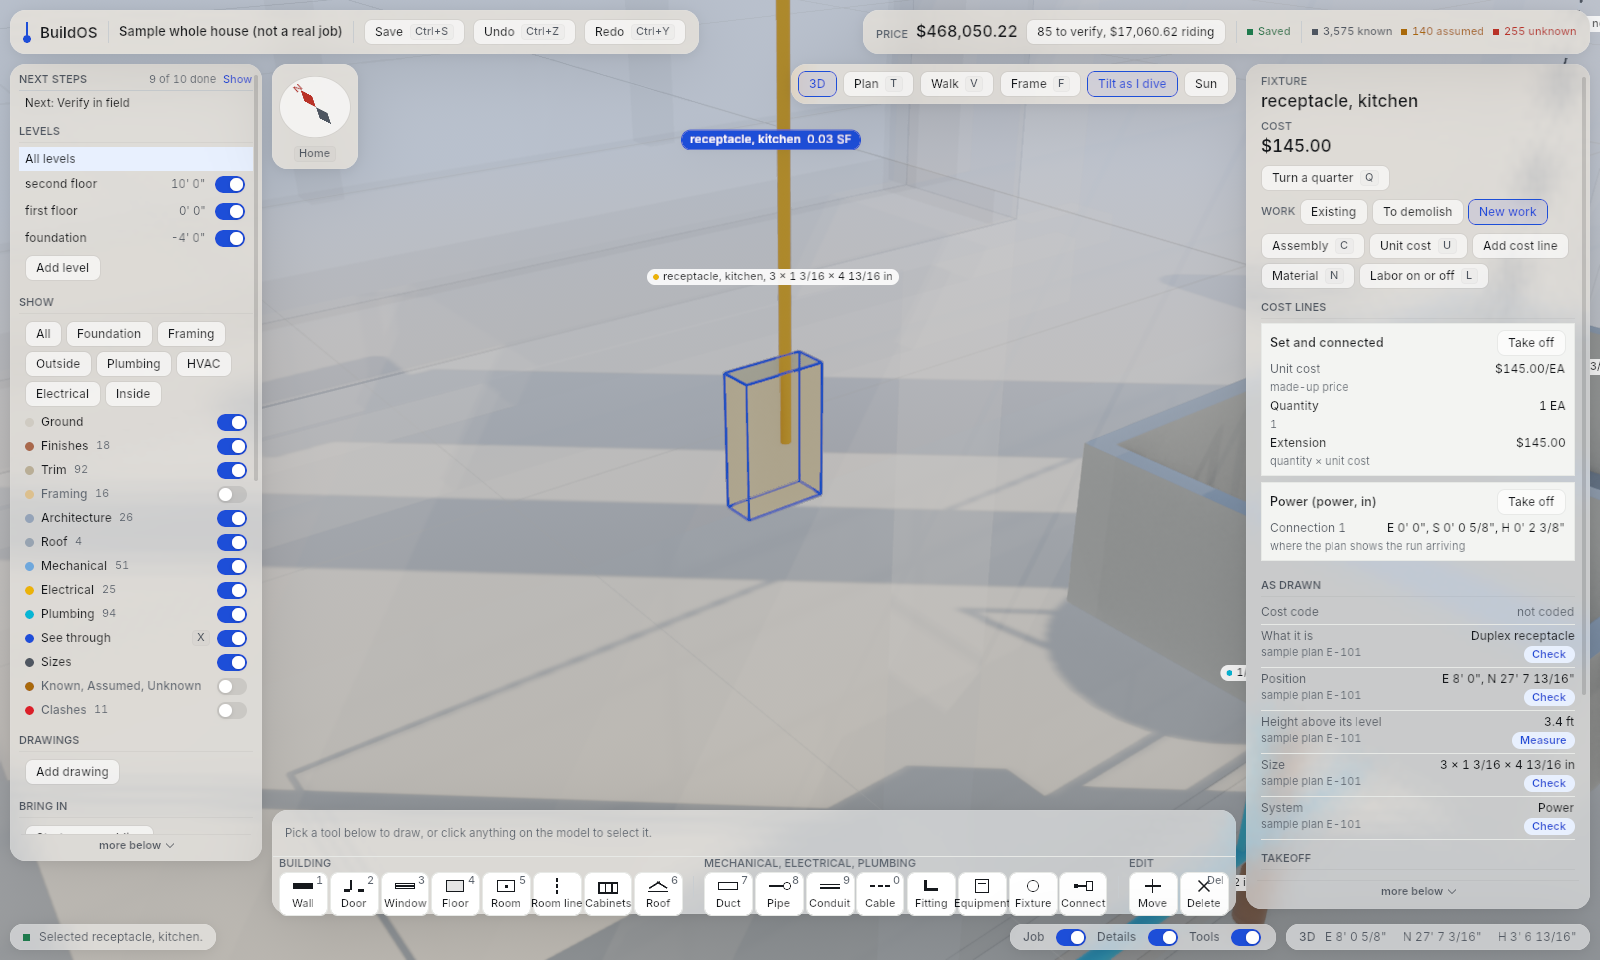 BuildOS
Sample whole house (not a real job)
Save Ctrl+S
Undo Ctrl+Z
Redo Ctrl+Y
PRICE $468,050.22
85 to verify, $17,060.62 riding
Saved
3,575 known
140 assumed
255 unknown
NEXT STEPS 9 of 10 done Show
Next: Verify in field
LEVELS
All levels
second floor 10' 0"
first floor 0' 0"
foundation -4' 0"
Add level
SHOW
All Foundation Framing
Outside Plumbing HVAC
Electrical Inside
Ground
Finishes 18
Trim 92
Framing 16
Architecture 26
Roof 4
Mechanical 51
Electrical 25
Plumbing 94
See through X
Sizes
Known, Assumed, Unknown
Clashes 11
DRAWINGS
Add drawing
BRING IN
more below
N
Home
3D
Plan T
Walk V
Frame F
Tilt as I dive
Sun
receptacle, kitchen 0.03 SF
receptacle, kitchen, 3 × 1 3/16 × 4 13/16 in
FIXTURE
receptacle, kitchen
COST
$145.00
Turn a quarter Q
WORK Existing To demolish New work
Assembly C Unit cost U Add cost line
Material N Labor on or off L
COST LINES
Set and connected Take off
Unit cost $145.00/EA
made-up price
Quantity 1 EA
1
Extension $145.00
quantity × unit cost
Power (power, in) Take off
Connection 1 E 0' 0", S 0' 0 5/8", H 0' 2 3/8"
where the plan shows the run arriving
AS DRAWN
Cost code not coded
What it is Duplex receptacle
sample plan E-101 Check
Position E 8' 0", N 27' 7 13/16"
sample plan E-101 Check
Height above its level 3.4 ft
sample plan E-101 Measure
Size 3 × 1 3/16 × 4 13/16 in
sample plan E-101 Check
System Power
sample plan E-101 Check
TAKEOFF
more below
Pick a tool below to draw, or click anything on the model to select it.
BUILDING
1 Wall
2 Door
3 Window
4 Floor
5 Room
Room line
Cabinets
6 Roof
MECHANICAL, ELECTRICAL, PLUMBING
7 Duct
8 Pipe
9 Conduit
0 Cable
Fitting
Equipment
Fixture
Connect
EDIT
Move
Del Delete
Selected receptacle, kitchen.
Job Details Tools
3D E 8' 0 5/8" N 27' 7 3/16" H 3' 6 13/16"